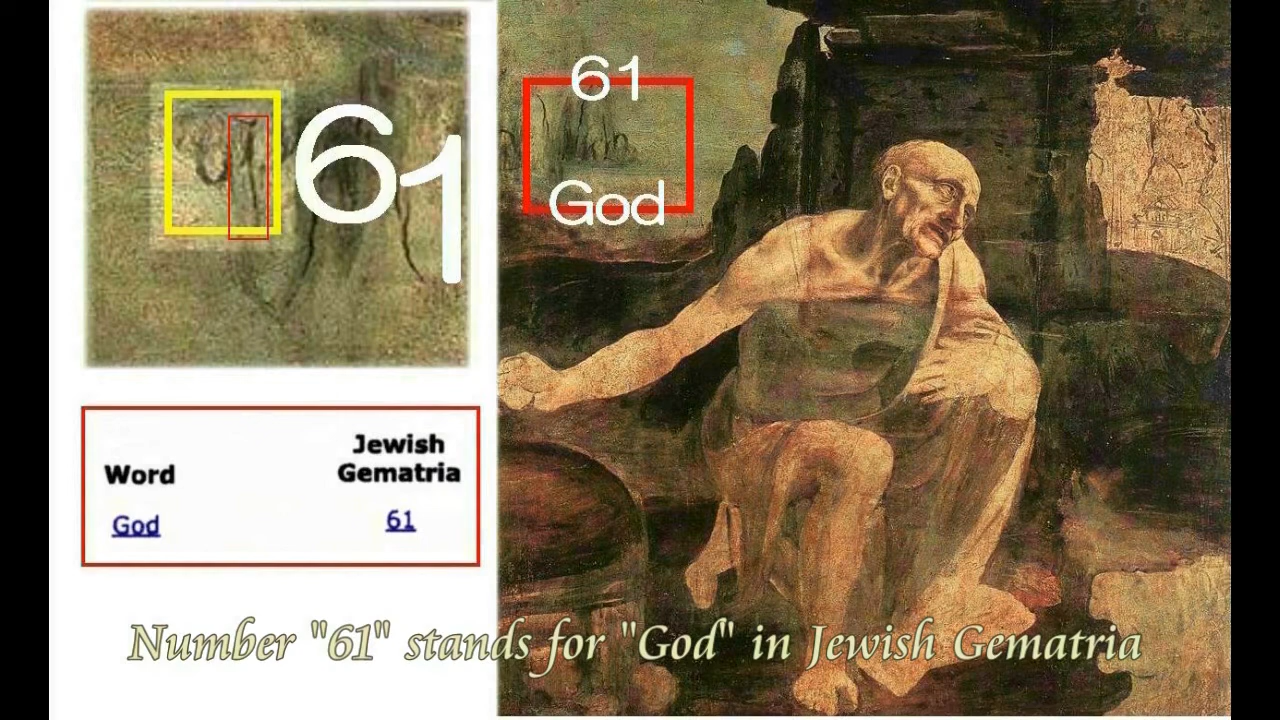 61
61
God
Word Jewish Gematria
God 61
Number "61" stands for "God" in Jewish Gematria